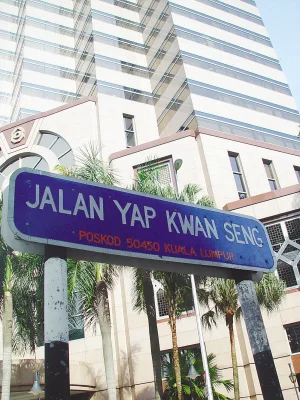 JALAN YAP KWAN SENG
POSKOD 50450 KUALA LUMPUR